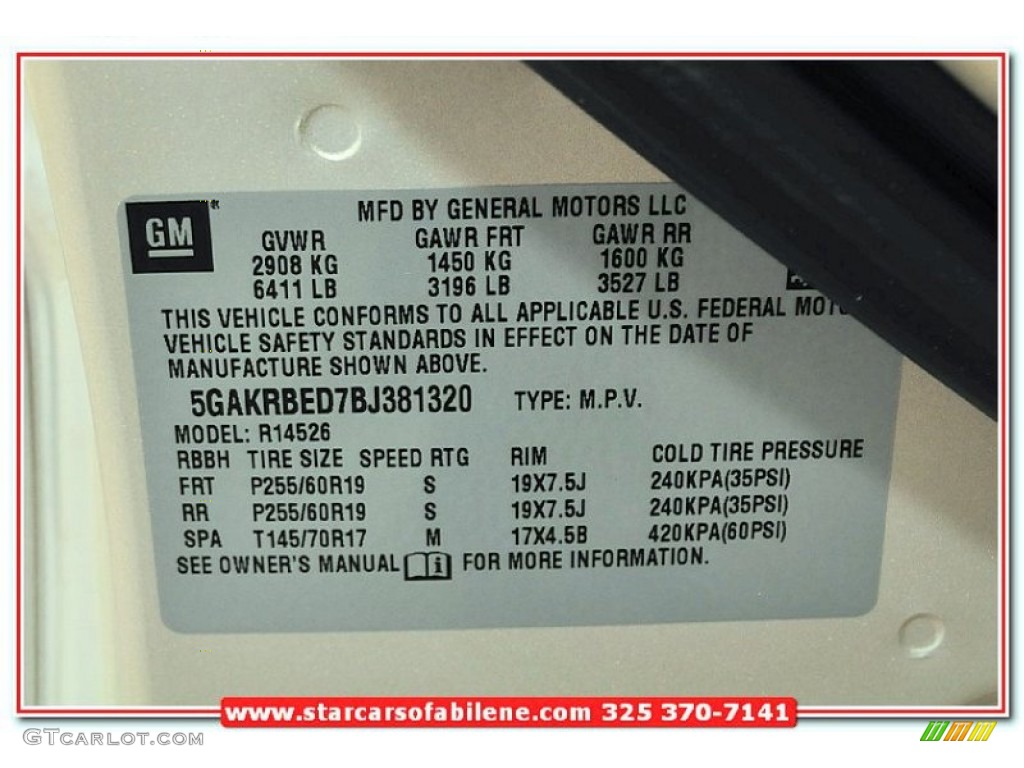 GM
MFD BY GENERAL MOTORS LLC
GVWR GAWR FRT GAWR RR
2908 KG 1450 KG 1600 KG
6411 LB 3196 LB 3527 LB
THIS VEHICLE CONFORMS TO ALL APPLICABLE U.S. FEDERAL
VEHICLE SAFETY STANDARDS IN EFFECT ON THE DATE OF
MANUFACTURE SHOWN ABOVE.
5GAKRBED7BJ381320 TYPE: M.P.V.
MODEL: R14526
RBBH TIRE SIZE SPEED RTG RIM COLD TIRE PRESSURE
FRT P255/60R19 S 19X7.5J 240KPA(35PSI)
RR P255/60R19 S 19X7.5J 240KPA(35PSI)
SPA T145/70R17 M 17X4.5B 420KPA(60PSI)
SEE OWNER'S MANUAL FOR MORE INFORMATION.
www.starcarsofabilene.com 325 370-7141
GTCarLot.com